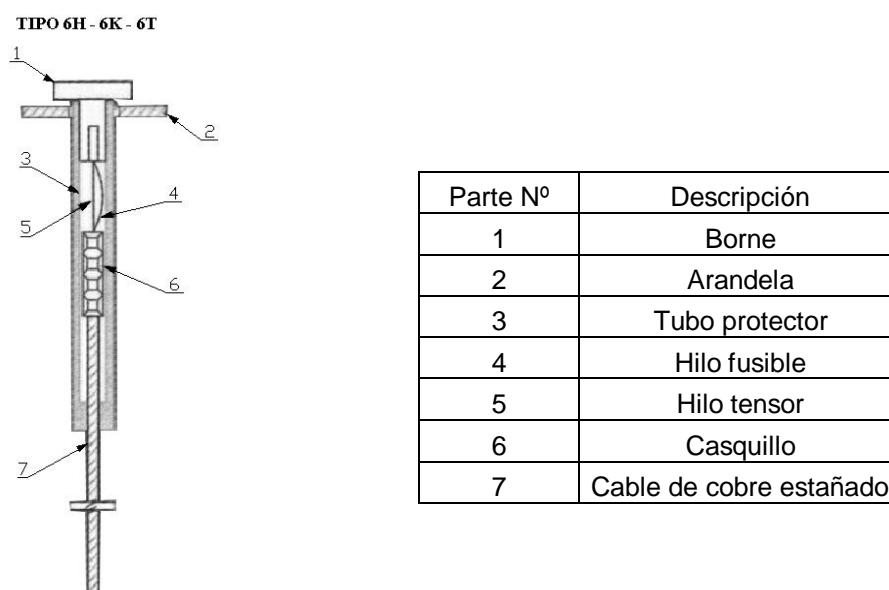 TIPO 6H - 6K - 6T
1
2
3
4
5
6
7
Parte Nº Descripción
1 Borne
2 Arandela
3 Tubo protector
4 Hilo fusible
5 Hilo tensor
6 Casquillo
7 Cable de cobre estañado